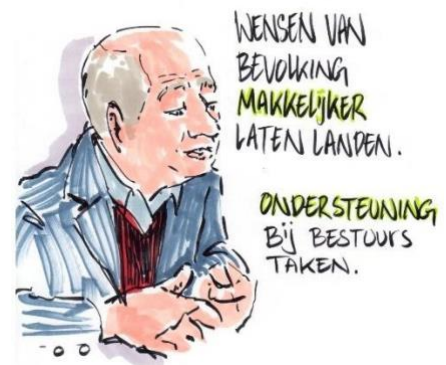 WENSEN VAN
BEVOLKING
MAKKELIJKER
LATEN LANDEN.
ONDERSTEUNING
Bij BESTUURS
TAKEN.